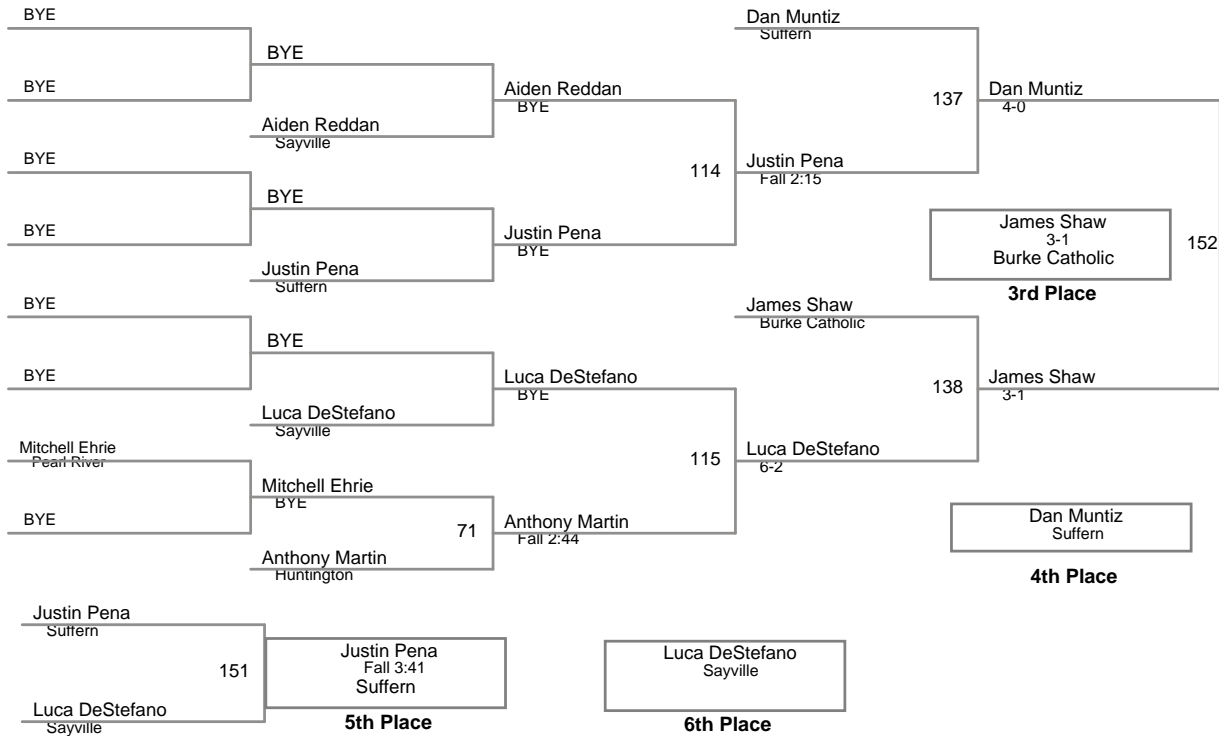 BYE
BYE
BYE
BYE
BYE
BYE
Mitchell Ehrie
Pearl River
BYE
BYE
Aiden Reddan
Sayville
BYE
Justin Pena
Suffern
BYE
Luca DeStefano
Sayville
Mitchell Ehrie
BYE
71
Anthony Martin
Huntington
Aiden Reddan
BYE
114
Justin Pena
BYE
Luca DeStefano
BYE
115
Anthony Martin
Fall 2:44
Dan Muntiz
Suffern
137
Justin Pena
Fall 2:15
James Shaw
Burke Catholic
138
Luca DeStefano
6-2
Dan Muntiz
4-0
James Shaw
3-1
Burke Catholic
152
3rd Place
James Shaw
3-1
Dan Muntiz
Suffern
4th Place
Justin Pena
Suffern
151
Luca DeStefano
Sayville
Justin Pena
Fall 3:41
Suffern
5th Place
Luca DeStefano
Sayville
6th Place